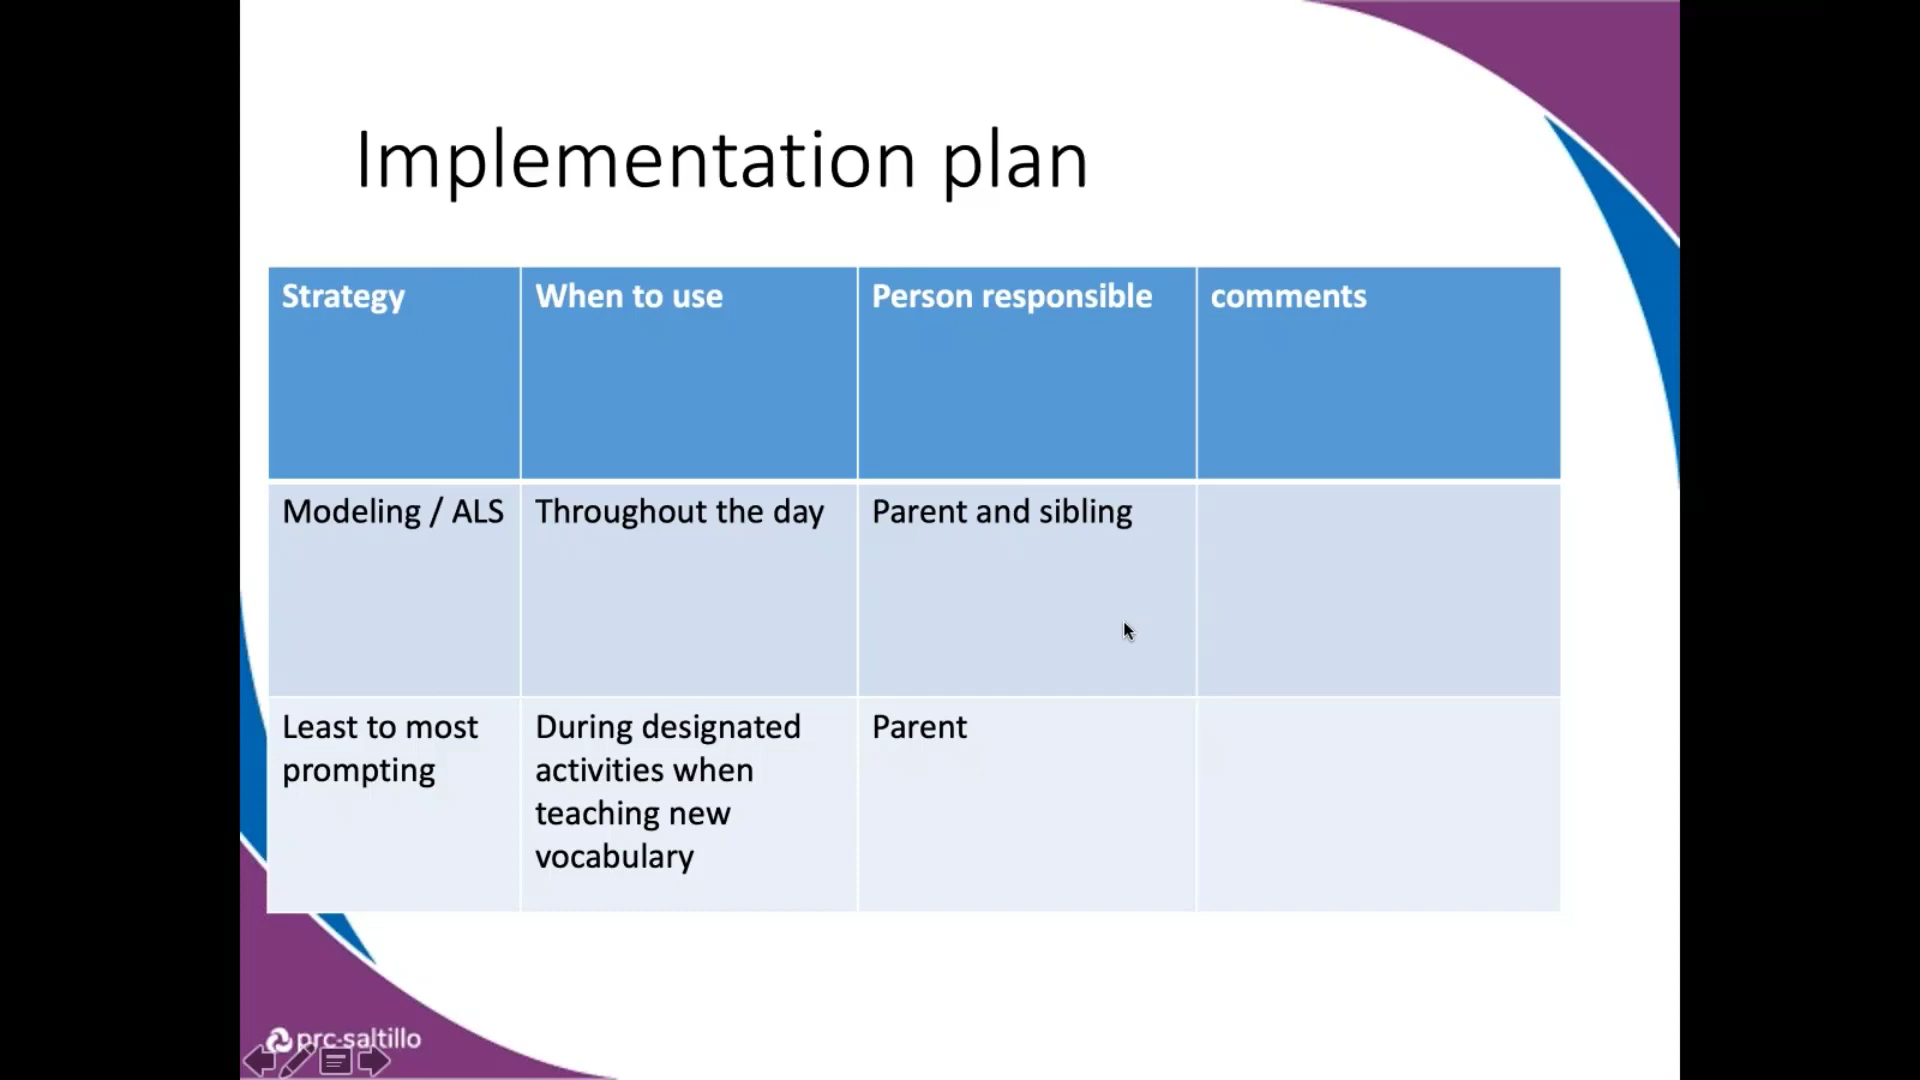 Implementation plan
Strategy
When to use
Person responsible
comments
Modeling / ALS
Throughout the day
Parent and sibling
Least to most
prompting
During designated
activities when
teaching new
vocabulary
Parent
prc-saltillo